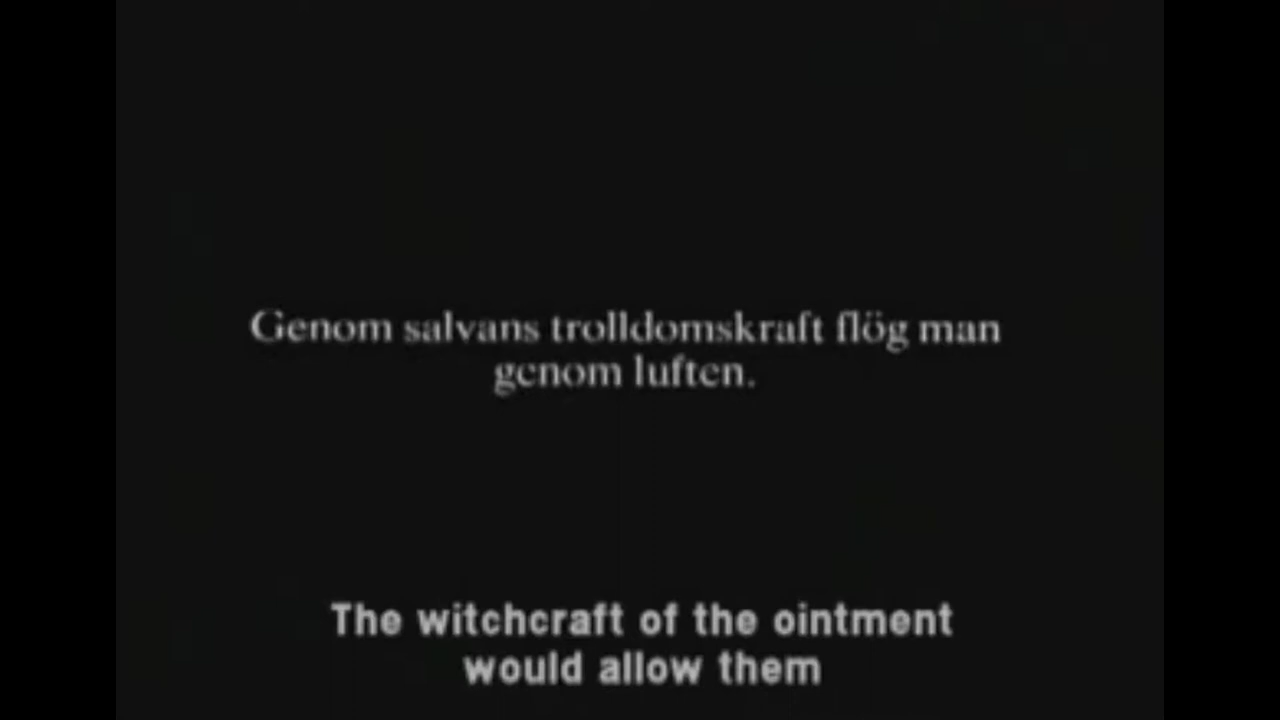 Genom salvans trolldomskraft flög man
genom luften.
The witchcraft of the ointment
would allow them